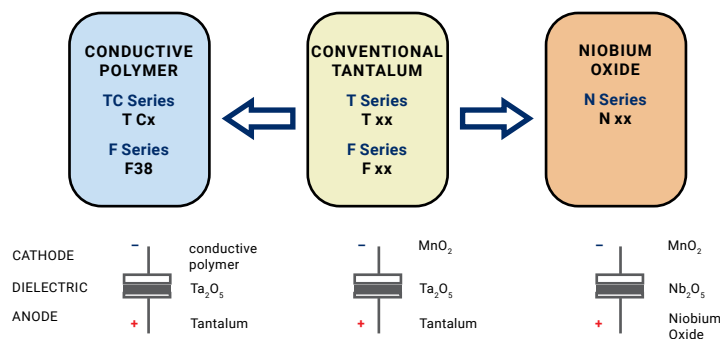 CONDUCTIVE
POLYMER
TC Series
T Cx
F Series
F38
CONVENTIONAL
TANTALUM
T Series
T xx
F Series
F xx
NIOBIUM
OXIDE
N Series
N xx
CATHODE
DIELECTRIC
ANODE
–
conductive
polymer
Ta₂O₅
+
Tantalum
–
MnO₂
Ta₂O₅
+
Tantalum
–
MnO₂
Nb₂O₅
+
Niobium
Oxide